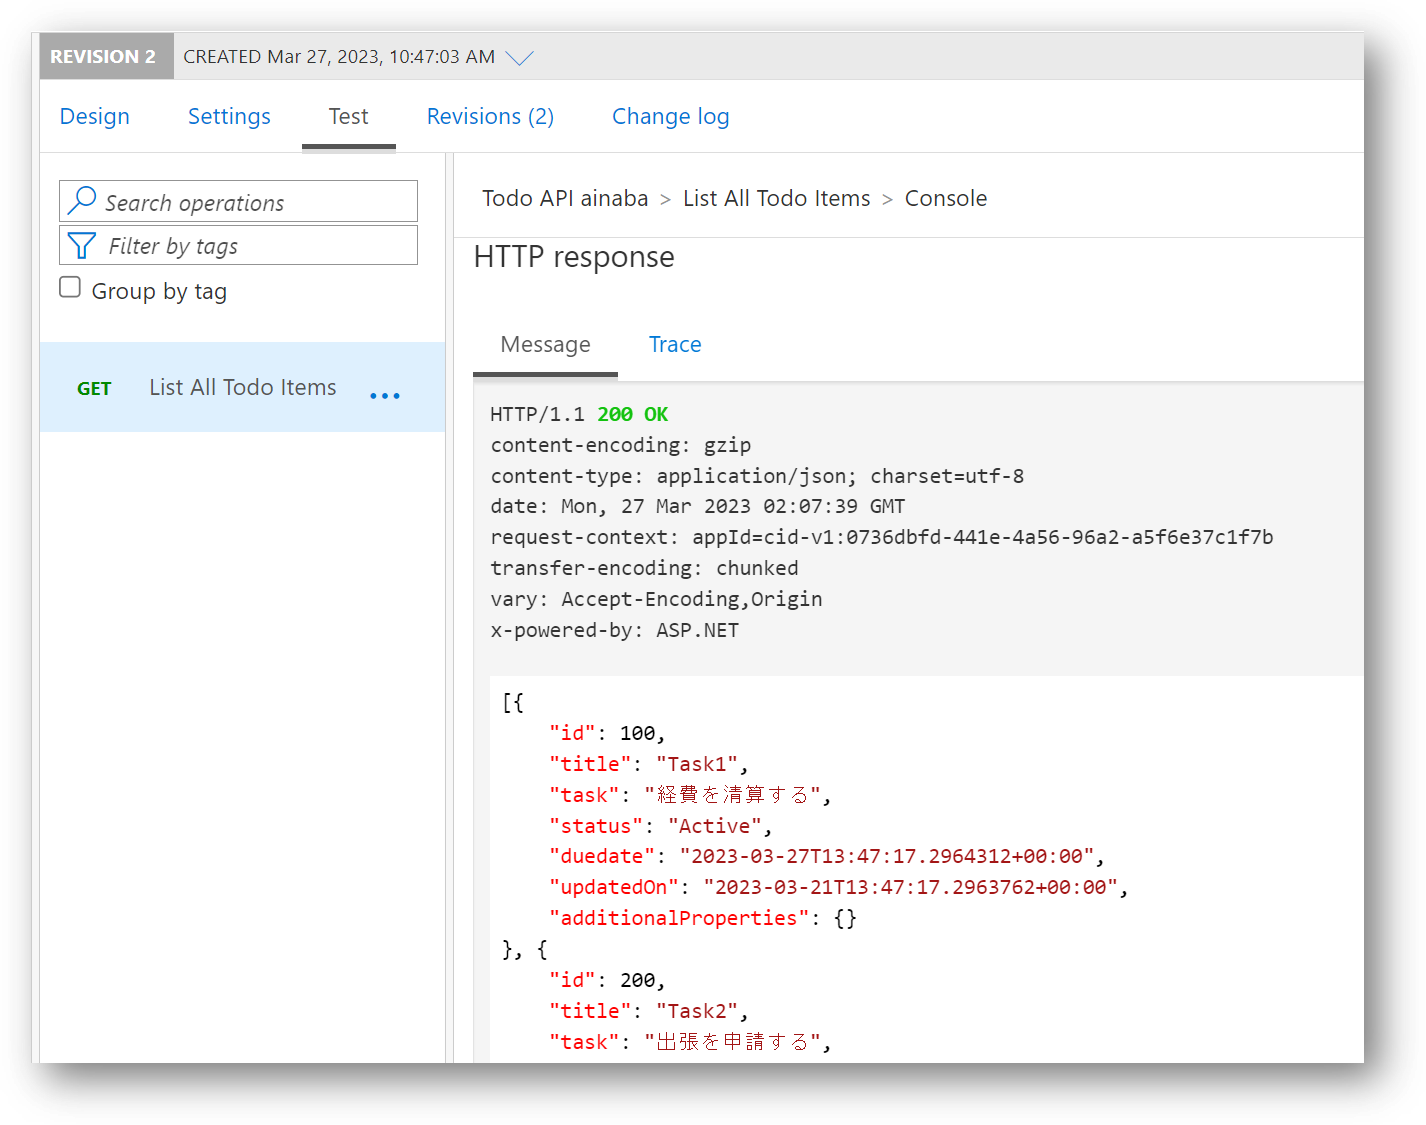 REVISION 2 CREATED Mar 27, 2023, 10:47:03 AM
Design Settings Test Revisions (2) Change log
Search operations
Filter by tags
Group by tag
GET List All Todo Items ...
Todo API ainaba > List All Todo Items > Console
HTTP response
Message Trace
HTTP/1.1 200 OK
content-encoding: gzip
content-type: application/json; charset=utf-8
date: Mon, 27 Mar 2023 02:07:39 GMT
request-context: appId=cid-v1:0736dbfd-441e-4a56-96a2-a5f6e37c1f7b
transfer-encoding: chunked
vary: Accept-Encoding,Origin
x-powered-by: ASP.NET
[{
    "id": 100,
    "title": "Task1",
    "task": "経費を清算する",
    "status": "Active",
    "duedate": "2023-03-27T13:47:17.2964312+00:00",
    "updatedOn": "2023-03-21T13:47:17.2963762+00:00",
    "additionalProperties": {}
}, {
    "id": 200,
    "title": "Task2",
    "task": "出張を申請する",